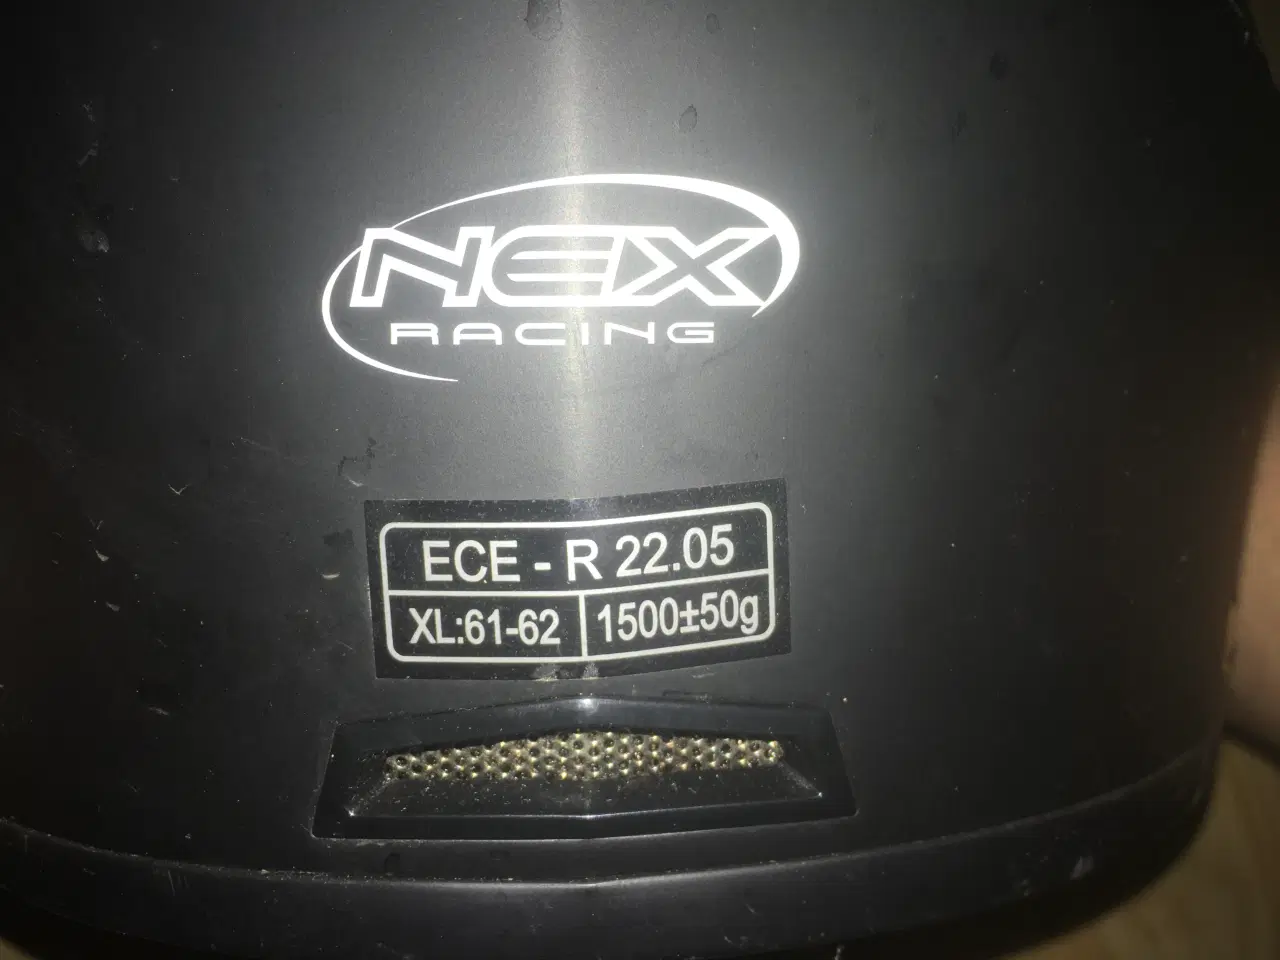 NEX
RACING
ECE - R 22.05
XL:61-62 1500±50g